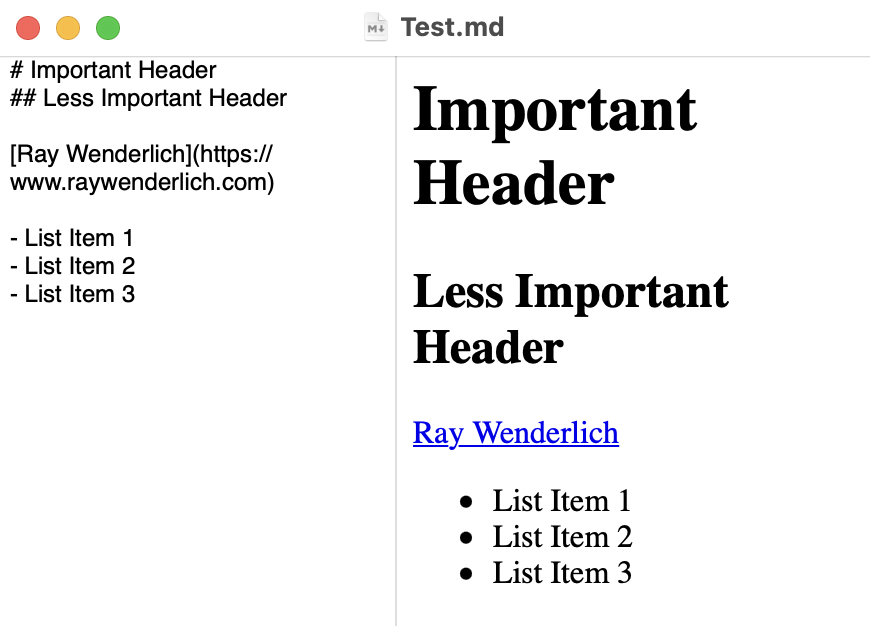 Test.md
# Important Header
## Less Important Header
[Ray Wenderlich](https://
www.raywenderlich.com)
- List Item 1
- List Item 2
- List Item 3
Important
Header
Less Important
Header
Ray Wenderlich
• List Item 1
• List Item 2
• List Item 3